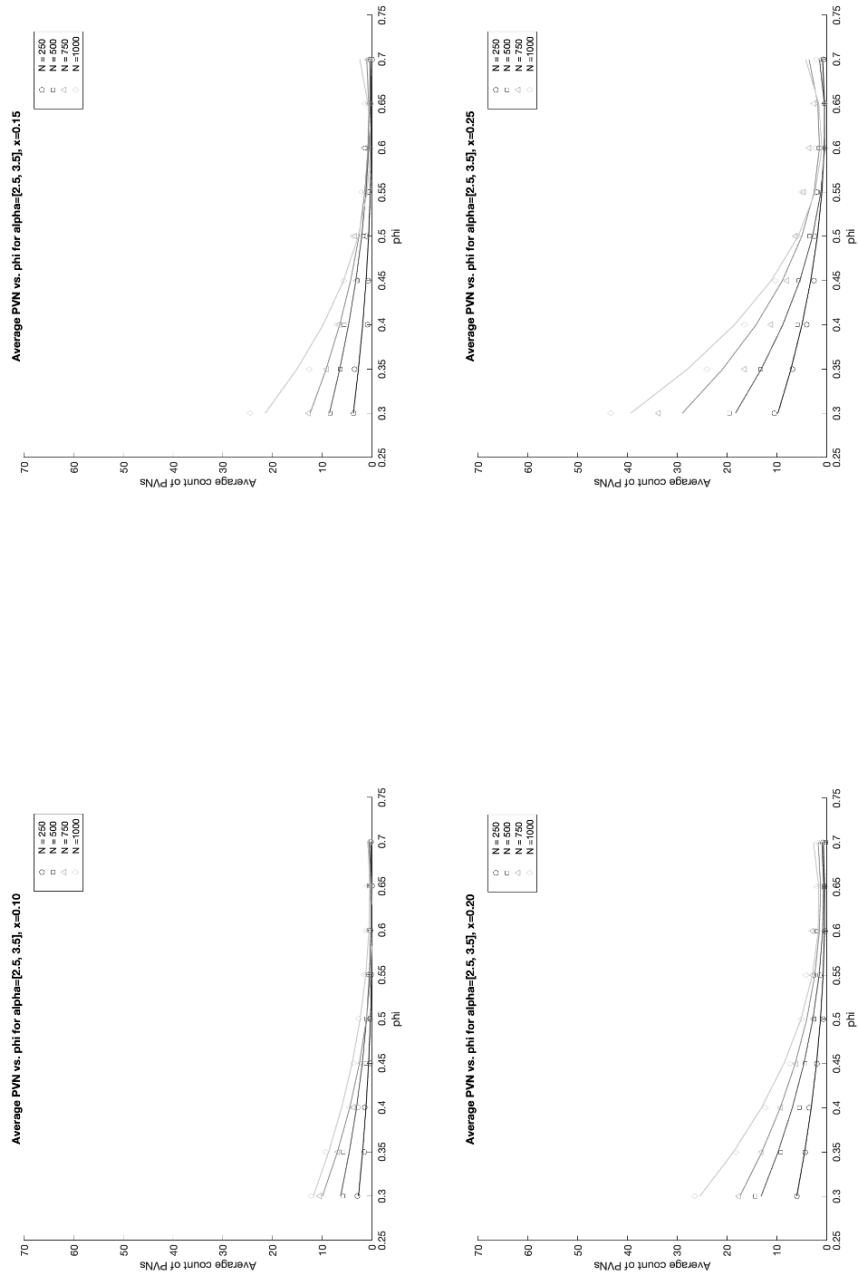 Average PVN vs. phi for alpha=[2.5, 3.5], x=0.10
70
60
50
40
30
20
10
0
Average count of PVNs
0.25
0.3
0.35
0.4
0.45
0.5
0.55
0.6
0.65
0.7
0.75
phi
N = 250
N = 500
N = 750
N =1000
Average PVN vs. phi for alpha=[2.5, 3.5], x=0.15
70
60
50
40
30
20
10
0
Average count of PVNs
0.25
0.3
0.35
0.4
0.45
0.5
0.55
0.6
0.65
0.7
0.75
phi
N = 250
N = 500
N = 750
N =1000
Average PVN vs. phi for alpha=[2.5, 3.5], x=0.20
70
60
50
40
30
20
10
0
Average count of PVNs
0.25
0.3
0.35
0.4
0.45
0.5
0.55
0.6
0.65
0.7
0.75
phi
N = 250
N = 500
N = 750
N =1000
Average PVN vs. phi for alpha=[2.5, 3.5], x=0.25
70
60
50
40
30
20
10
0
Average count of PVNs
0.25
0.3
0.35
0.4
0.45
0.5
0.55
0.6
0.65
0.7
0.75
phi
N = 250
N = 500
N = 750
N =1000